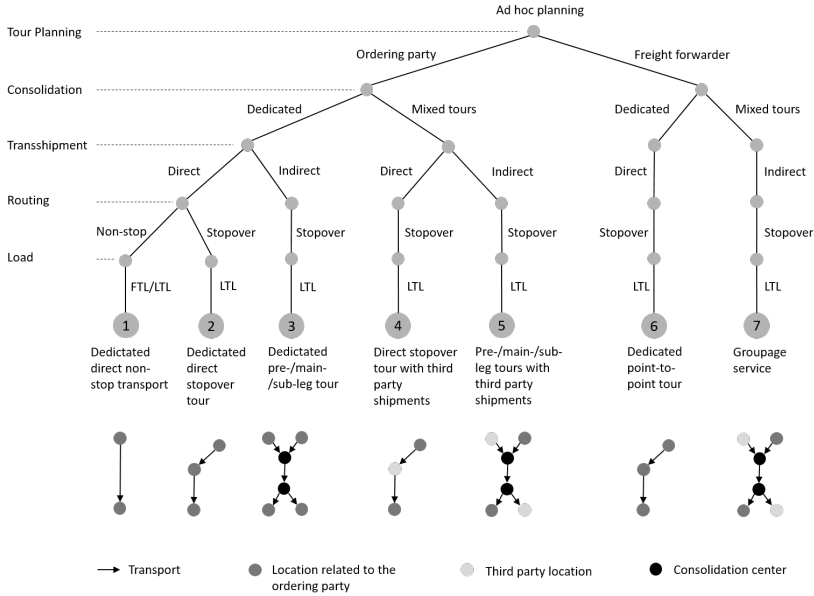 Ad hoc planning
Tour Planning
Ordering party
Freight forwarder
Consolidation
Dedicated
Mixed tours
Dedicated
Mixed tours
Transshipment
Direct
Indirect
Direct
Indirect
Direct
Indirect
Routing
Non-stop
Stopover
Stopover
Stopover
Stopover
Stopover
Stopover
Load
FTL/LTL
LTL
LTL
LTL
LTL
LTL
LTL
1
2
3
4
5
6
7
Dedictated
direct non-
stop transport
Dedictated
direct
stopover
tour
Dedictated
pre-/main-
/sub-leg tour
Direct stopover
tour with third
party
shipments
Pre-/main-/sub-
leg tours with
third party
shipments
Dedictated
point-to-
point tour
Groupage
service
Transport
Location related to the
ordering party
Third party location
Consolidation center